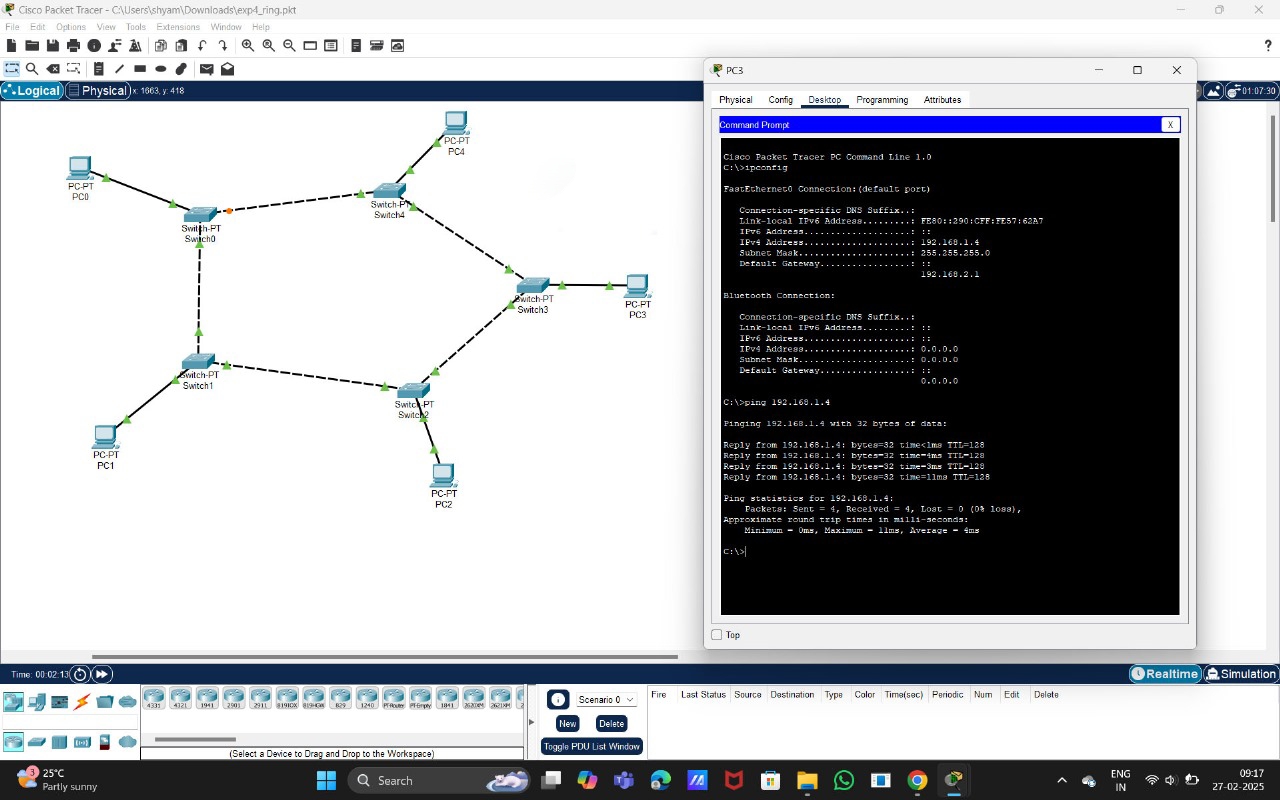 Cisco Packet Tracer - C:\Users\shyam\Downloads\exp4_ring.pkt
File Edit Options View Tools Extensions Window Help
?
Logical Physical x: 1663, y: 418
01:07:30
PC-PT
PC0
PC-PT
PC4
Switch-PT
Switch4
Switch-PT
Switch0
Switch-PT
Switch3
PC-PT
PC3
Switch-PT
Switch1
Switch-PT
Switch2
PC-PT
PC1
PC-PT
PC2
PC3
Physical Config Desktop Programming Attributes
Command Prompt
X
Cisco Packet Tracer PC Command Line 1.0
C:\>ipconfig
FastEthernet0 Connection:(default port)
Connection-specific DNS Suffix..:
Link-local IPv6 Address.........: FE80::290:CFF:FE57:62A7
IPv6 Address....................: ::
IPv4 Address....................: 192.168.1.4
Subnet Mask.....................: 255.255.255.0
Default Gateway.................: ::
192.168.2.1
Bluetooth Connection:
Connection-specific DNS Suffix..:
Link-local IPv6 Address.........: ::
IPv6 Address....................: ::
IPv4 Address....................: 0.0.0.0
Subnet Mask.....................: 0.0.0.0
Default Gateway.................: ::
0.0.0.0
C:\>ping 192.168.1.4
Pinging 192.168.1.4 with 32 bytes of data:
Reply from 192.168.1.4: bytes=32 time<1ms TTL=128
Reply from 192.168.1.4: bytes=32 time=4ms TTL=128
Reply from 192.168.1.4: bytes=32 time=3ms TTL=128
Reply from 192.168.1.4: bytes=32 time=11ms TTL=128
Ping statistics for 192.168.1.4:
Packets: Sent = 4, Received = 4, Lost = 0 (0% loss),
Approximate round trip times in milli-seconds:
Minimum = 0ms, Maximum = 11ms, Average = 4ms
C:\>
Top
Time: 00:02:13
Realtime Simulation
4331 4321 1941 2901 2911 819IOX 819HGW 829 1240 PT-Router PT-Empty 1841 2620XM 2621XM
(Select a Device to Drag and Drop to the Workspace)
Scenario 0
New Delete
Toggle PDU List Window
Fire Last Status Source Destination Type Color Time(sec) Periodic Num Edit Delete
3
25°C
Partly sunny
Search
ENG
IN
09:17
27-02-2025